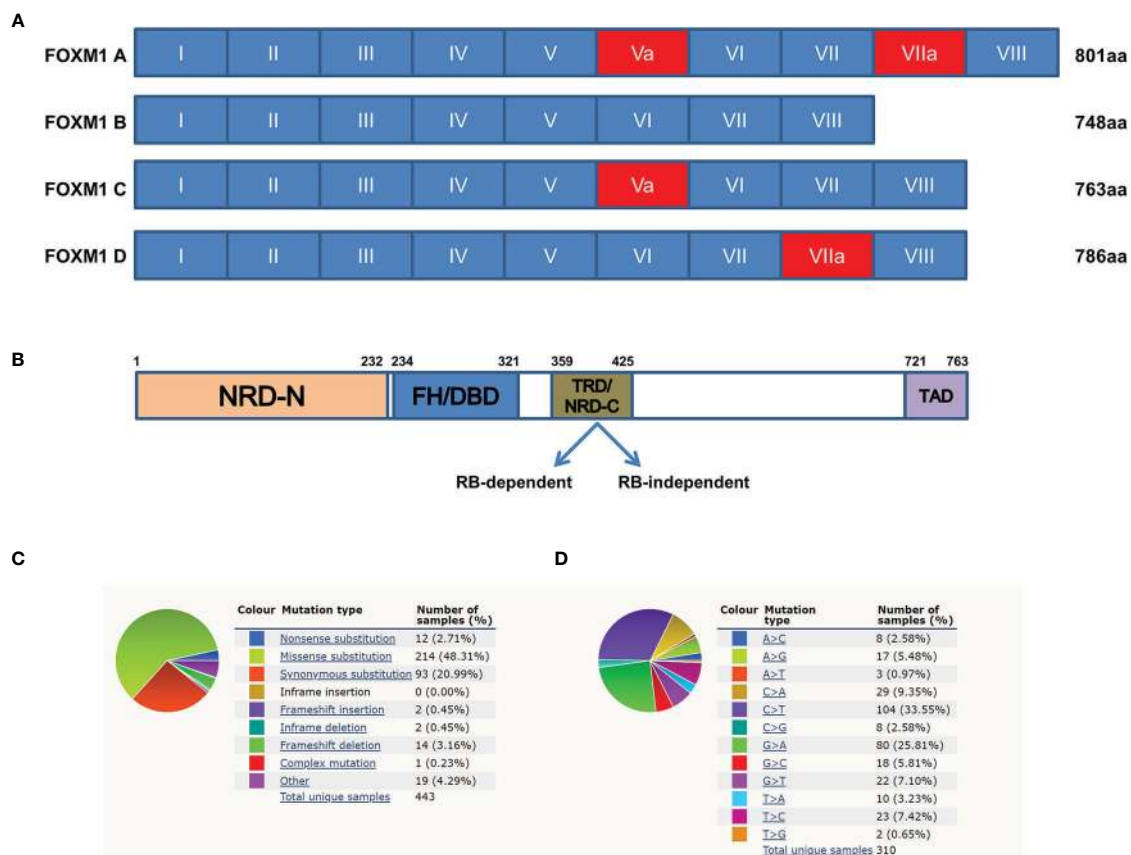 A
FOXM1 A I II III IV V Va VI VII VIIa VIII 801aa
FOXM1 B I II III IV V VI VII VIII 748aa
FOXM1 C I II III IV V Va VI VII VIII 763aa
FOXM1 D I II III IV V VI VII VIIa VIII 786aa
B
1 232 234 321 359 425 721 763
NRD-N FH/DBD TRD/ NRD-C TAD
RB-dependent RB-independent
C
Colour Mutation type Number of samples (%)
Nonsense substitution 12 (2.71%)
Missense substitution 214 (48.31%)
Synonymous substitution 93 (20.99%)
Inframe insertion 0 (0.00%)
Frameshift insertion 2 (0.45%)
Inframe deletion 2 (0.45%)
Frameshift deletion 14 (3.16%)
Complex mutation 1 (0.23%)
Other 19 (4.29%)
Total unique samples 443
D
Colour Mutation type Number of samples (%)
A>C 8 (2.58%)
A>G 17 (5.48%)
A>T 3 (0.97%)
C>A 29 (9.35%)
C>T 104 (33.55%)
C>G 8 (2.58%)
G>A 80 (25.81%)
G>C 18 (5.81%)
G>T 22 (7.10%)
T>A 10 (3.23%)
T>C 23 (7.42%)
T>G 2 (0.65%)
Total unique samples 310